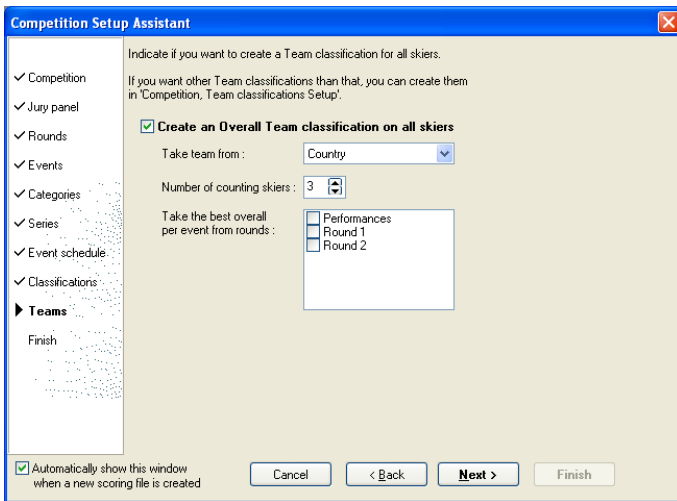 Competition Setup Assistant
Indicate if you want to create a Team classification for all skiers.
If you want other Team classifications than that, you can create them
in 'Competition, Team classifications Setup'.
Competition
Jury panel
Rounds
Events
Categories
Series
Event schedule
Classifications
Teams
Finish
Create an Overall Team classification on all skiers
Take team from :
Country
Number of counting skiers :
3
Take the best overall
per event from rounds :
Performances
Round 1
Round 2
Automatically show this window
when a new scoring file is created
Cancel
< Back
Next >
Finish